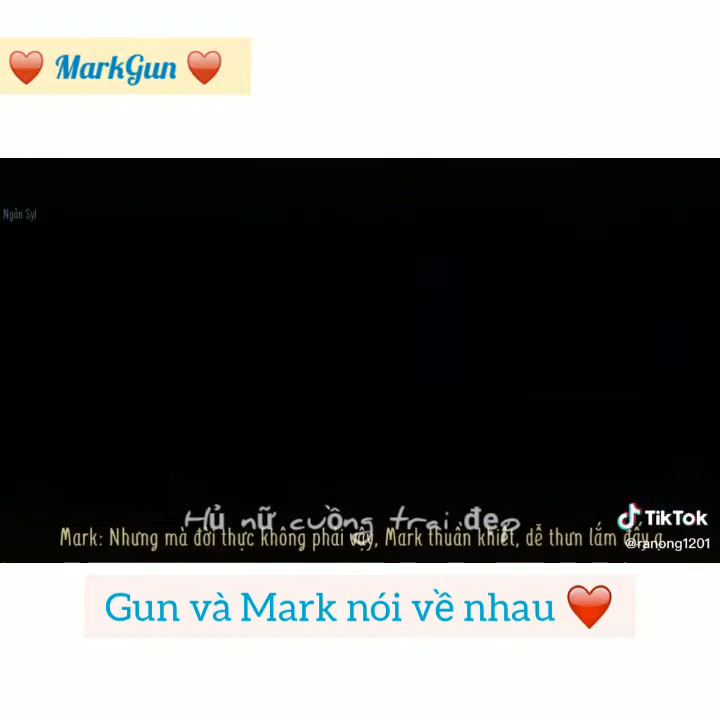 ❤️ MarkGun ❤️
Ngân Syl
Hủ nữ cuồng trai đẹp
Mark: Nhưng mà đời thực không phải vậy, Mark thuần khiết, dễ thưn lắm đấy ạ
TikTok
@ranong1201
Gun và Mark nói về nhau ❤️